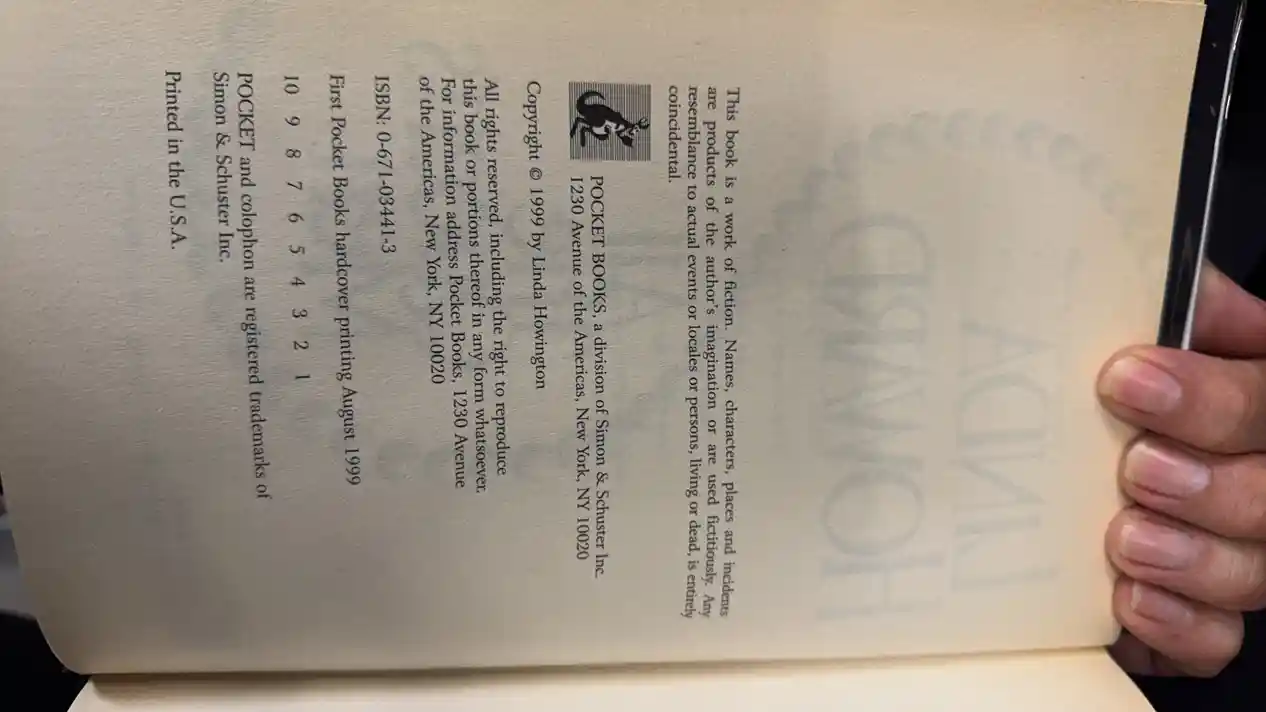 This book is a work of fiction. Names, characters, places and incidents
are products of the author's imagination or are used fictitiously. Any
resemblance to actual events or locales or persons, living or dead, is entirely
coincidental.
POCKET BOOKS, a division of Simon & Schuster Inc.
1230 Avenue of the Americas, New York, NY 10020
Copyright © 1999 by Linda Howington
All rights reserved, including the right to reproduce
this book or portions thereof in any form whatsoever.
For information address Pocket Books, 1230 Avenue
of the Americas, New York, NY 10020
ISBN: 0-671-03441-3
First Pocket Books hardcover printing August 1999
10 9 8 7 6 5 4 3 2 1
POCKET and colophon are registered trademarks of
Simon & Schuster Inc.
Printed in the U.S.A.